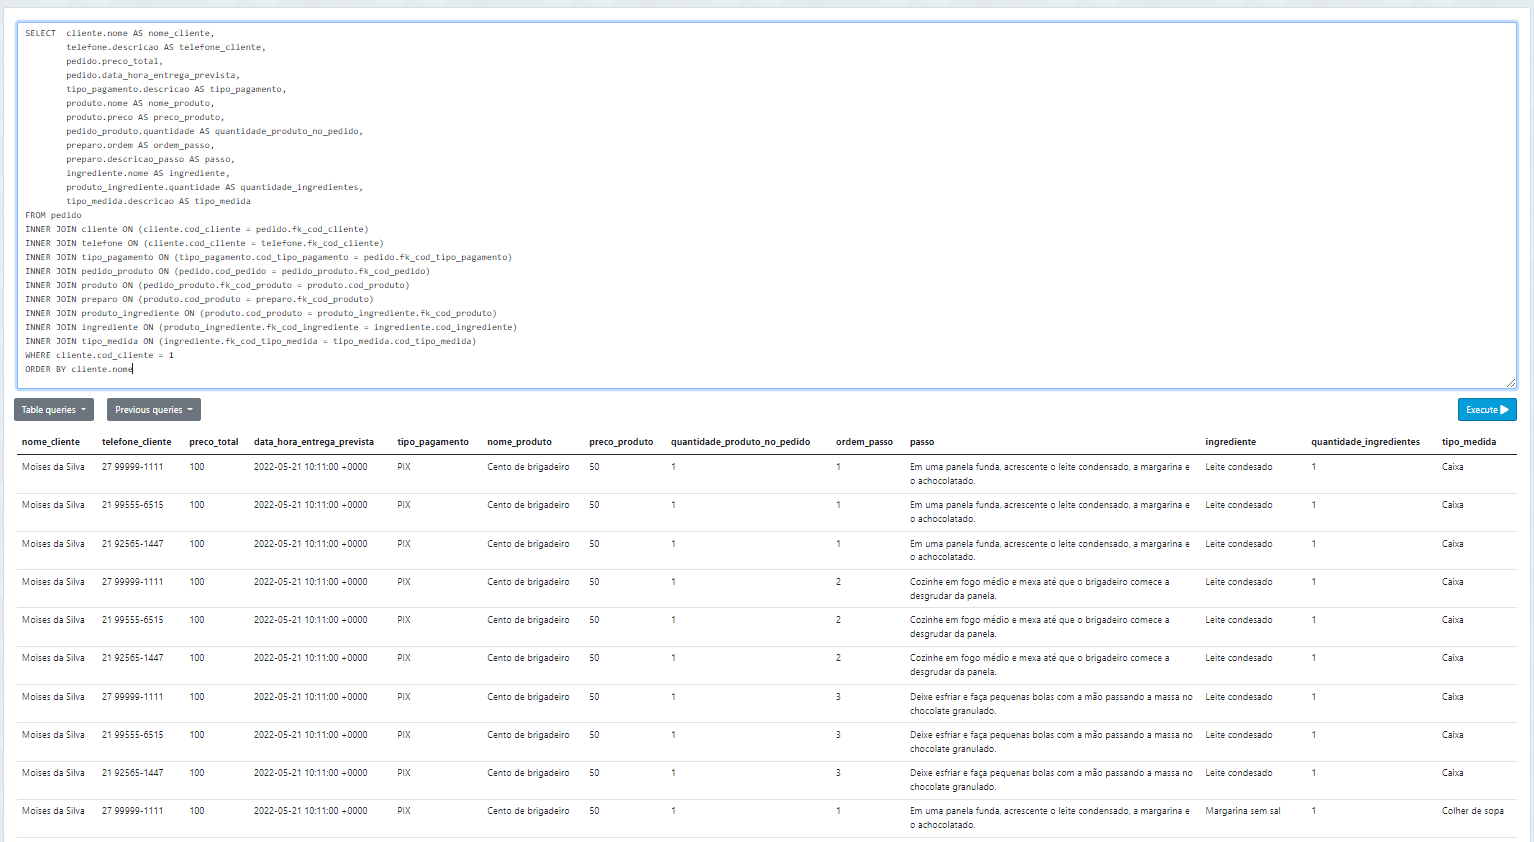 SELECT  cliente.nome AS nome_cliente,
        telefone.descricao AS telefone_cliente,
        pedido.preco_total,
        pedido.data_hora_entrega_prevista,
        tipo_pagamento.descricao AS tipo_pagamento,
        produto.nome AS nome_produto,
        produto.preco AS preco_produto,
        pedido_produto.quantidade AS quantidade_produto_no_pedido,
        preparo.ordem AS ordem_passo,
        preparo.descricao_passo AS passo,
        ingrediente.nome AS ingrediente,
        produto_ingrediente.quantidade AS quantidade_ingredientes,
        tipo_medida.descricao AS tipo_medida
FROM pedido
INNER JOIN cliente ON (cliente.cod_cliente = pedido.fk_cod_cliente)
INNER JOIN telefone ON (cliente.cod_cliente = telefone.fk_cod_cliente)
INNER JOIN tipo_pagamento ON (tipo_pagamento.cod_tipo_pagamento = pedido.fk_cod_tipo_pagamento)
INNER JOIN pedido_produto ON (pedido.cod_pedido = pedido_produto.fk_cod_pedido)
INNER JOIN produto ON (pedido_produto.fk_cod_produto = produto.cod_produto)
INNER JOIN preparo ON (produto.cod_produto = preparo.fk_cod_produto)
INNER JOIN produto_ingrediente ON (produto.cod_produto = produto_ingrediente.fk_cod_produto)
INNER JOIN ingrediente ON (produto_ingrediente.fk_cod_ingrediente = ingrediente.cod_ingrediente)
INNER JOIN tipo_medida ON (ingrediente.fk_cod_tipo_medida = tipo_medida.cod_tipo_medida)
WHERE cliente.cod_cliente = 1
ORDER BY cliente.nome
Table queries Previous queries Execute
nome_cliente telefone_cliente preco_total data_hora_entrega_prevista tipo_pagamento nome_produto preco_produto quantidade_produto_no_pedido ordem_passo passo ingrediente quantidade_ingredientes tipo_medida
Moises da Silva 27 99999-1111 100 2022-05-21 10:11:00 +0000 PIX Cento de brigadeiro 50 1 1 Em uma panela funda, acrescente o leite condensado, a margarina e Leite condesado 1 Caixa
o achocolatado.
Moises da Silva 21 99555-6515 100 2022-05-21 10:11:00 +0000 PIX Cento de brigadeiro 50 1 1 Em uma panela funda, acrescente o leite condensado, a margarina e Leite condesado 1 Caixa
o achocolatado.
Moises da Silva 21 92565-1447 100 2022-05-21 10:11:00 +0000 PIX Cento de brigadeiro 50 1 1 Em uma panela funda, acrescente o leite condensado, a margarina e Leite condesado 1 Caixa
o achocolatado.
Moises da Silva 27 99999-1111 100 2022-05-21 10:11:00 +0000 PIX Cento de brigadeiro 50 1 2 Cozinhe em fogo médio e mexa até que o brigadeiro comece a Leite condesado 1 Caixa
desgrudar da panela.
Moises da Silva 21 99555-6515 100 2022-05-21 10:11:00 +0000 PIX Cento de brigadeiro 50 1 2 Cozinhe em fogo médio e mexa até que o brigadeiro comece a Leite condesado 1 Caixa
desgrudar da panela.
Moises da Silva 21 92565-1447 100 2022-05-21 10:11:00 +0000 PIX Cento de brigadeiro 50 1 2 Cozinhe em fogo médio e mexa até que o brigadeiro comece a Leite condesado 1 Caixa
desgrudar da panela.
Moises da Silva 27 99999-1111 100 2022-05-21 10:11:00 +0000 PIX Cento de brigadeiro 50 1 3 Deixe esfriar e faça pequenas bolas com a mão passando a massa no Leite condesado 1 Caixa
chocolate granulado.
Moises da Silva 21 99555-6515 100 2022-05-21 10:11:00 +0000 PIX Cento de brigadeiro 50 1 3 Deixe esfriar e faça pequenas bolas com a mão passando a massa no Leite condesado 1 Caixa
chocolate granulado.
Moises da Silva 21 92565-1447 100 2022-05-21 10:11:00 +0000 PIX Cento de brigadeiro 50 1 3 Deixe esfriar e faça pequenas bolas com a mão passando a massa no Leite condesado 1 Caixa
chocolate granulado.
Moises da Silva 27 99999-1111 100 2022-05-21 10:11:00 +0000 PIX Cento de brigadeiro 50 1 1 Em uma panela funda, acrescente o leite condensado, a margarina e Margarina sem sal 1 Colher de sopa
o achocolatado.